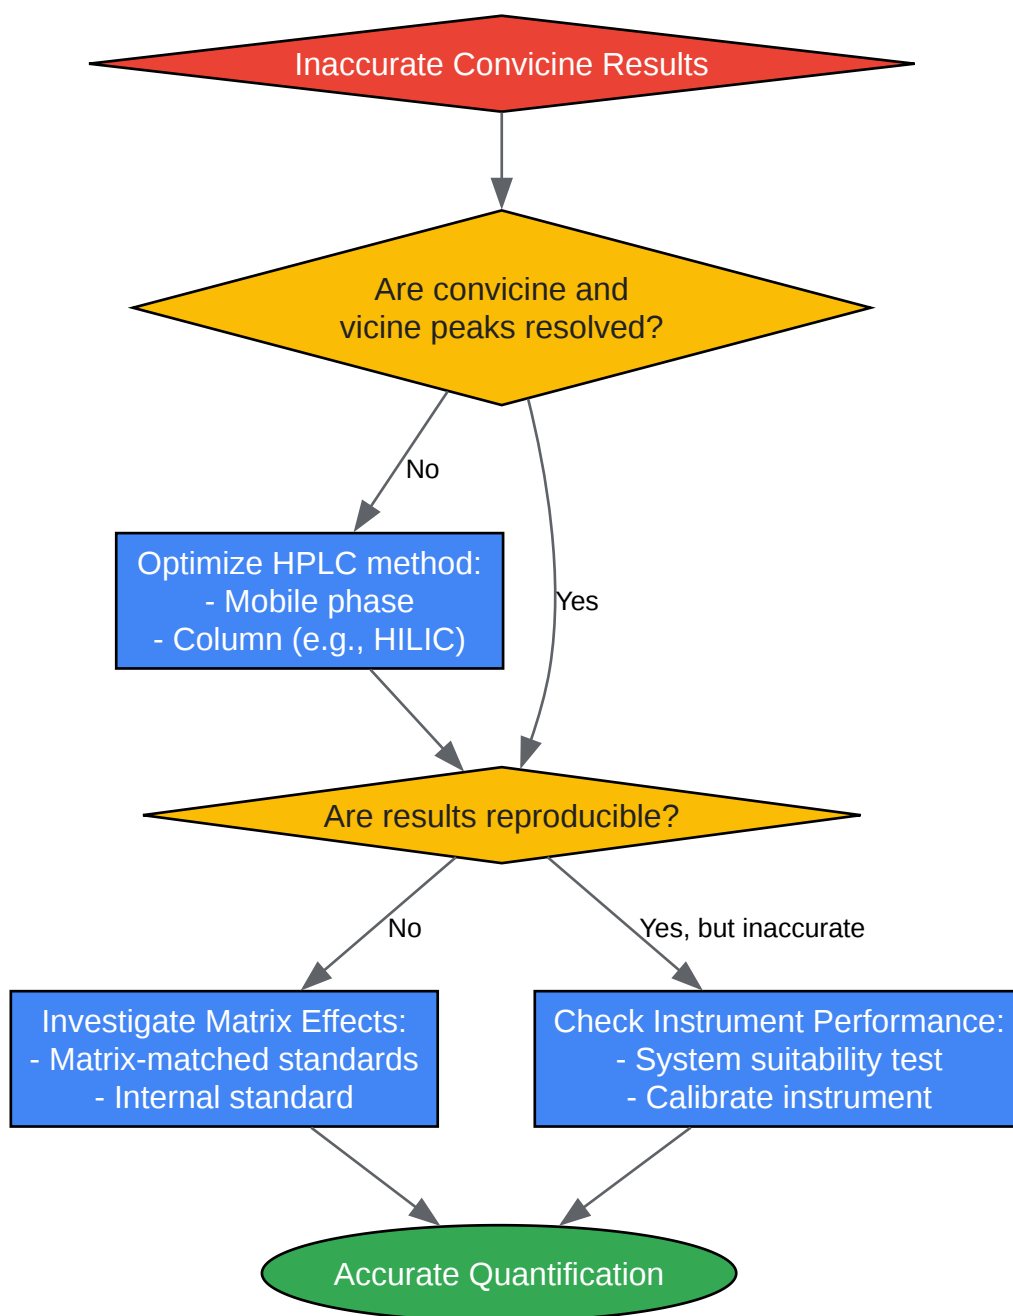 Inaccurate Convicine Results
Are convicine and
vicine peaks resolved?
No
Optimize HPLC method:
- Mobile phase
- Column (e.g., HILIC)
Yes
Are results reproducible?
No
Yes, but inaccurate
Investigate Matrix Effects:
- Matrix-matched standards
- Internal standard
Check Instrument Performance:
- System suitability test
- Calibrate instrument
Accurate Quantification